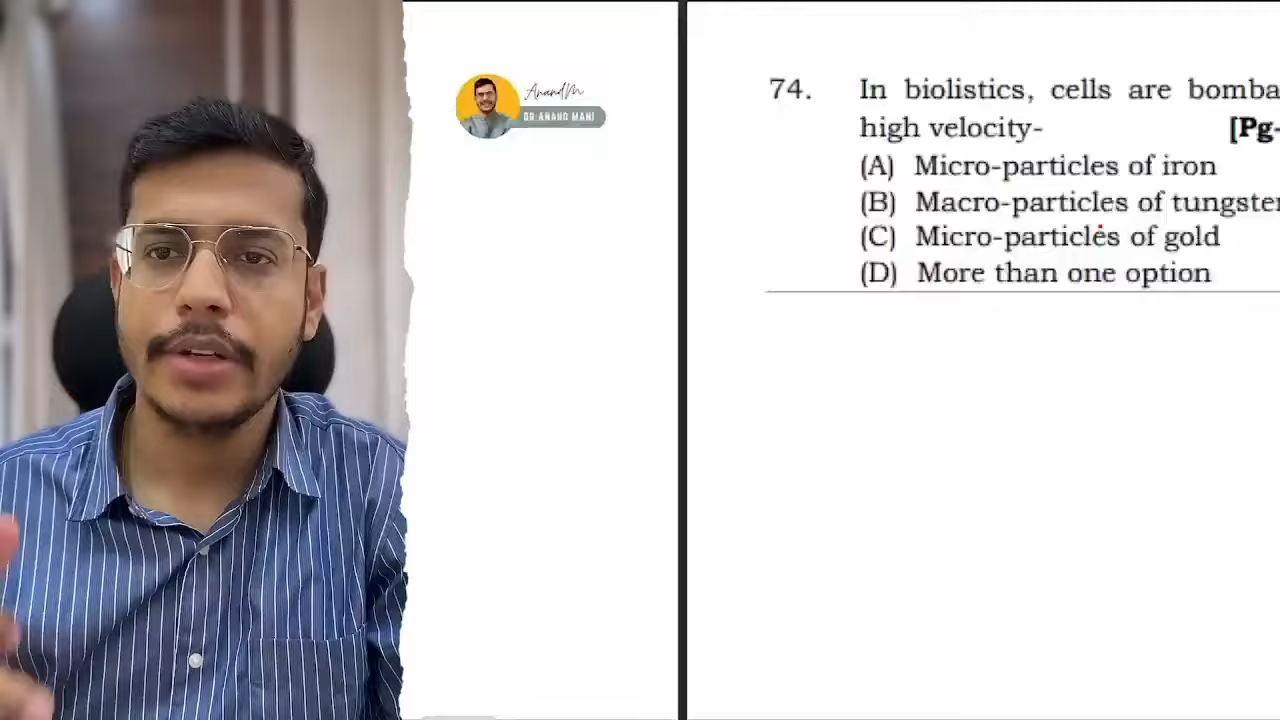 AnandM
DR ANAND MANI
74. In biolistics, cells are bomba
high velocity- [Pg-
(A) Micro-particles of iron
(B) Macro-particles of tungste
(C) Micro-particles of gold
(D) More than one option